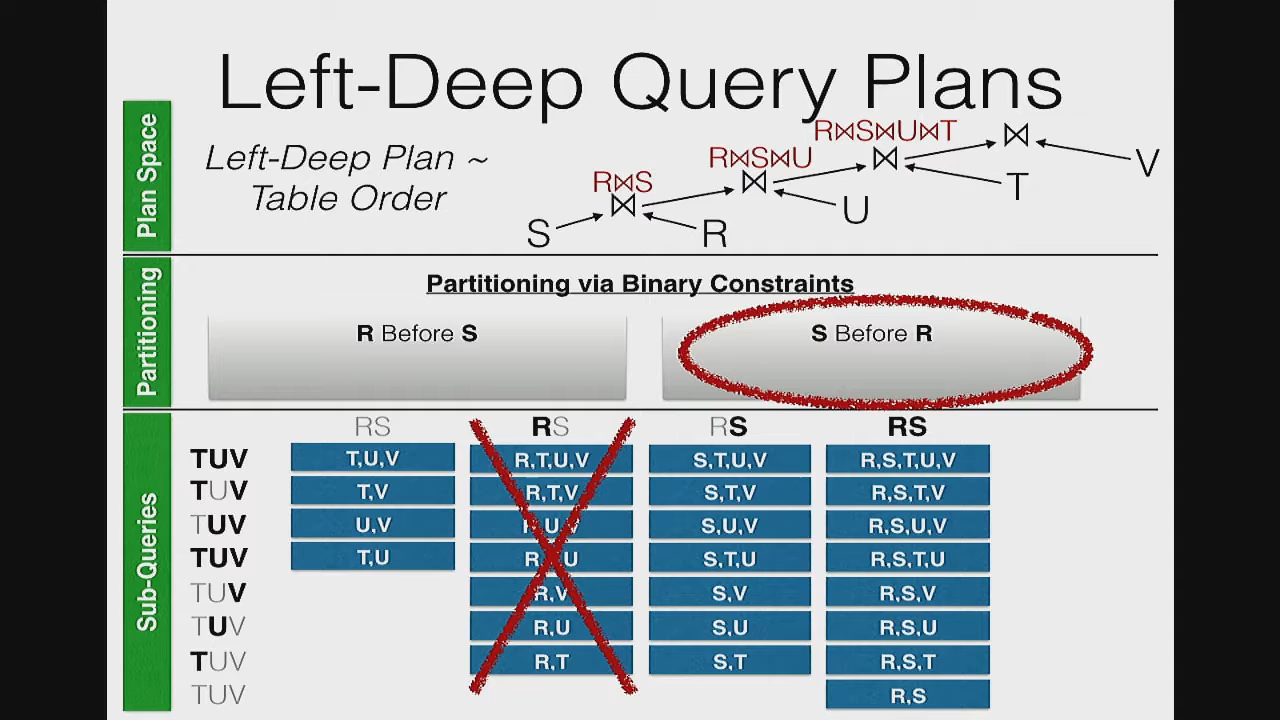 Left-Deep Query Plans
Plan Space
Left-Deep Plan ~
Table Order
R⋈S⋈U⋈T
⋈
R⋈S⋈U
⋈
V
R⋈S
⋈
T
⋈
U
S
R
Partitioning
Partitioning via Binary Constraints
R Before S
S Before R
Sub-Queries
RS RS RS RS
TUV T,U,V R,T,U,V S,T,U,V R,S,T,U,V
TUV T,V R,T,V S,T,V R,S,T,V
TUV U,V R,U,V S,U,V R,S,U,V
TUV T,U R, U S,T,U R,S,T,U
TUV R,V S,V R,S,V
TUV R,U S,U R,S,U
TUV R,T S,T R,S,T
TUV R,S